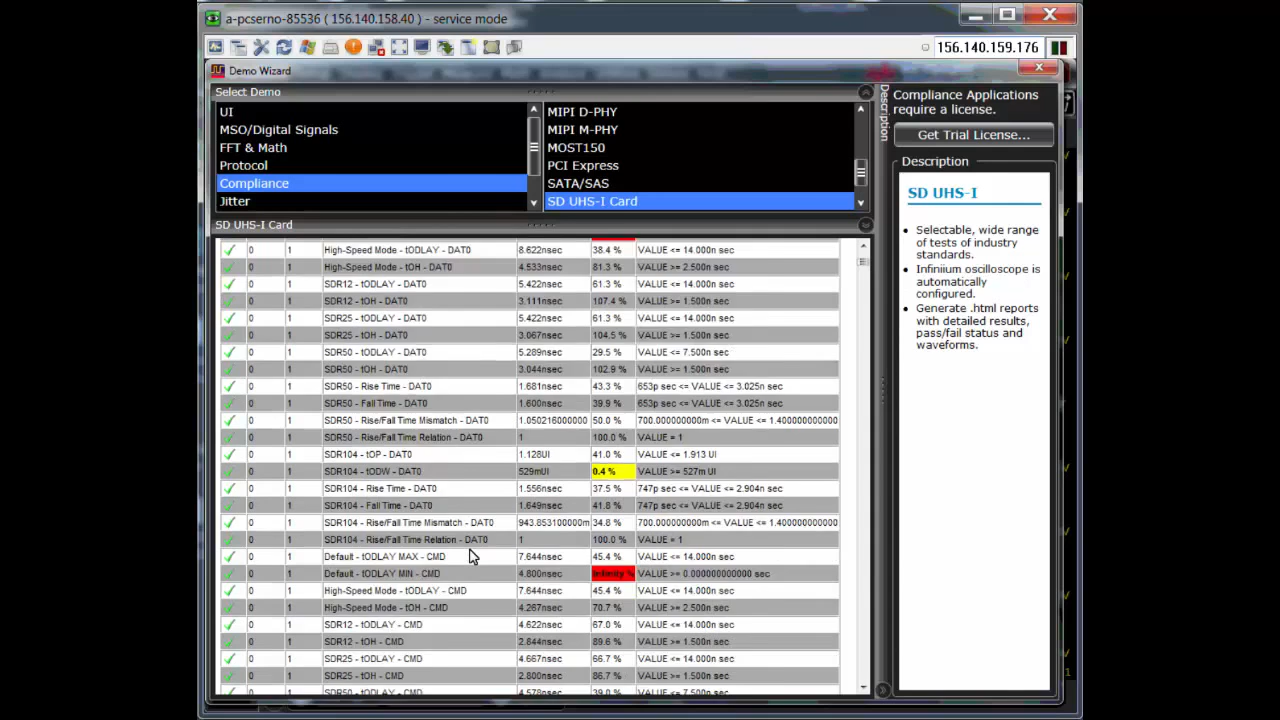 a-pcserno-85536 ( 156.140.158.40 ) - service mode
156.140.159.176
Demo Wizard
Select Demo
UI
MSO/Digital Signals
FFT & Math
Protocol
Compliance
Jitter
MIPI D-PHY
MIPI M-PHY
MOST150
PCI Express
SATA/SAS
SD UHS-I Card
SD UHS-I Card
0 1 High-Speed Mode - tODLAY - DAT0 8.622nsec 38.4 % VALUE <= 14.000n sec
0 1 High-Speed Mode - tOH - DAT0 4.533nsec 81.3 % VALUE >= 2.500n sec
0 1 SDR12 - tODLAY - DAT0 5.422nsec 61.3 % VALUE <= 14.000n sec
0 1 SDR12 - tOH - DAT0 3.111nsec 107.4 % VALUE >= 1.500n sec
0 1 SDR25 - tODLAY - DAT0 5.422nsec 61.3 % VALUE <= 14.000n sec
0 1 SDR25 - tOH - DAT0 3.067nsec 104.5 % VALUE >= 1.500n sec
0 1 SDR50 - tODLAY - DAT0 5.289nsec 29.5 % VALUE <= 7.500n sec
0 1 SDR50 - tOH - DAT0 3.044nsec 102.9 % VALUE >= 1.500n sec
0 1 SDR50 - Rise Time - DAT0 1.681nsec 43.3 % 653p sec <= VALUE <= 3.025n sec
0 1 SDR50 - Fall Time - DAT0 1.600nsec 39.9 % 653p sec <= VALUE <= 3.025n sec
0 1 SDR50 - Rise/Fall Time Mismatch - DAT0 1.050216000000 50.0 % 700.000000000m <= VALUE <= 1.400000000000
0 1 SDR50 - Rise/Fall Time Relation - DAT0 1 100.0 % VALUE = 1
0 1 SDR104 - tOP - DAT0 1.128UI 41.0 % VALUE <= 1.913 UI
0 1 SDR104 - tODW - DAT0 529mUI 0.4 % VALUE >= 527m UI
0 1 SDR104 - Rise Time - DAT0 1.556nsec 37.5 % 747p sec <= VALUE <= 2.904n sec
0 1 SDR104 - Fall Time - DAT0 1.649nsec 41.8 % 747p sec <= VALUE <= 2.904n sec
0 1 SDR104 - Rise/Fall Time Mismatch - DAT0 943.853100000m 34.8 % 700.000000000m <= VALUE <= 1.400000000000
0 1 SDR104 - Rise/Fall Time Relation - DAT0 1 100.0 % VALUE = 1
0 1 Default - tODLAY MAX - CMD 7.644nsec 45.4 % VALUE <= 14.000n sec
0 1 Default - tODLAY MIN - CMD 4.800nsec Infinity % VALUE >= 0.000000000000 sec
0 1 High-Speed Mode - tODLAY - CMD 7.644nsec 45.4 % VALUE <= 14.000n sec
0 1 High-Speed Mode - tOH - CMD 4.267nsec 70.7 % VALUE >= 2.500n sec
0 1 SDR12 - tODLAY - CMD 4.622nsec 67.0 % VALUE <= 14.000n sec
0 1 SDR12 - tOH - CMD 2.844nsec 89.6 % VALUE >= 1.500n sec
0 1 SDR25 - tODLAY - CMD 4.667nsec 66.7 % VALUE <= 14.000n sec
0 1 SDR25 - tOH - CMD 2.800nsec 86.7 % VALUE >= 1.500n sec
0 1 SDR50 - tODLAY - CMD 4.578nsec 39.0 % VALUE <= 7.500n sec
Description
Compliance Applications
require a license.
Get Trial License...
Description
SD UHS-I
Selectable, wide range
of tests of industry
standards.
Infiniium oscilloscope is
automatically
configured.
Generate .html reports
with detailed results,
pass/fail status and
waveforms.